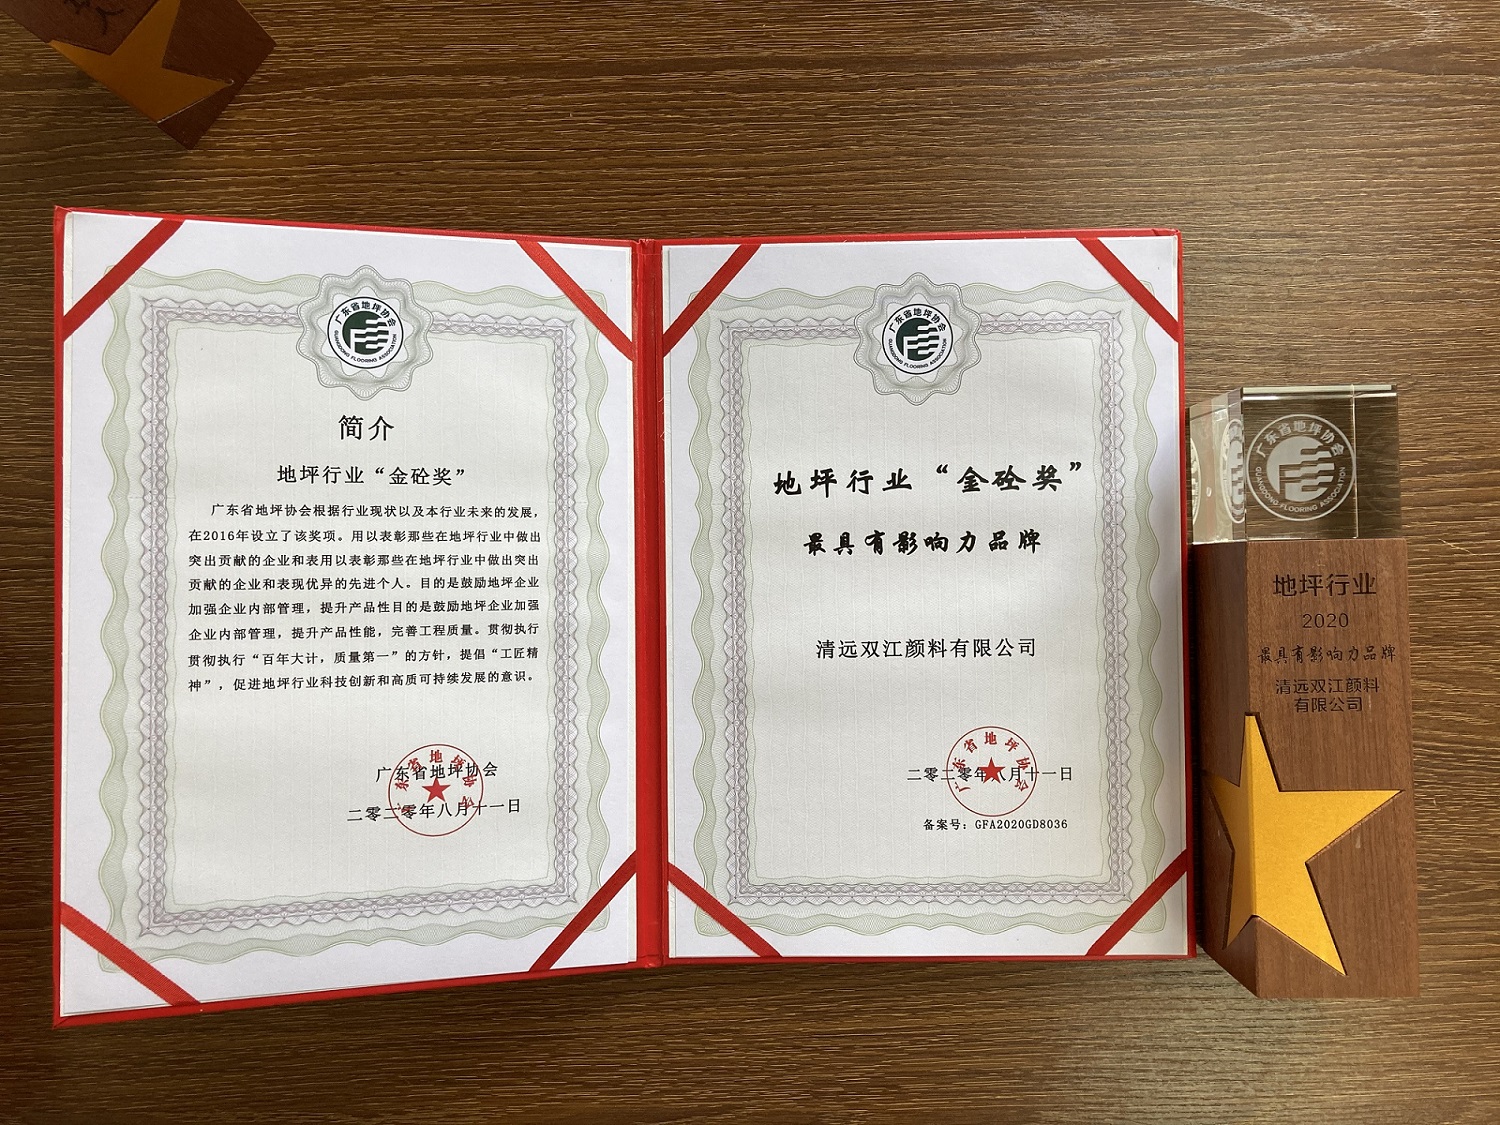 广东省地坪协会
GUANGDONG FLOORING ASSOCIATION
简介
地坪行业“金砼奖”
广东省地坪协会根据行业现状以及本行业未来的发展，
在2016年设立了该奖项。用以表彰那些在地坪行业中做出
突出贡献的企业和表用以表彰那些在地坪行业中做出突出
贡献的企业和表现优异的先进个人。目的是鼓励地坪企业
加强企业内部管理，提升产品性目的是鼓励地坪企业加强
企业内部管理，提升产品性能，完善工程质量。贯彻执行
贯彻执行“百年大计，质量第一”的方针，提倡“工匠精
神”，促进地坪行业科技创新和高质可持续发展的意识。
广东省地坪协会
二零二零年八月十一日
广东省地坪协会
广东省地坪协会
GUANGDONG FLOORING ASSOCIATION
地坪行业“金砼奖”
最具有影响力品牌
清远双江颜料有限公司
广东省地坪协会
二零二零年八月十一日
备案号：GFA2020GD8036
广东省地坪协会
GUANGDONG FLOORING ASSOCIATION
地坪行业
2020
最具有影响力品牌
清远双江颜料
有限公司